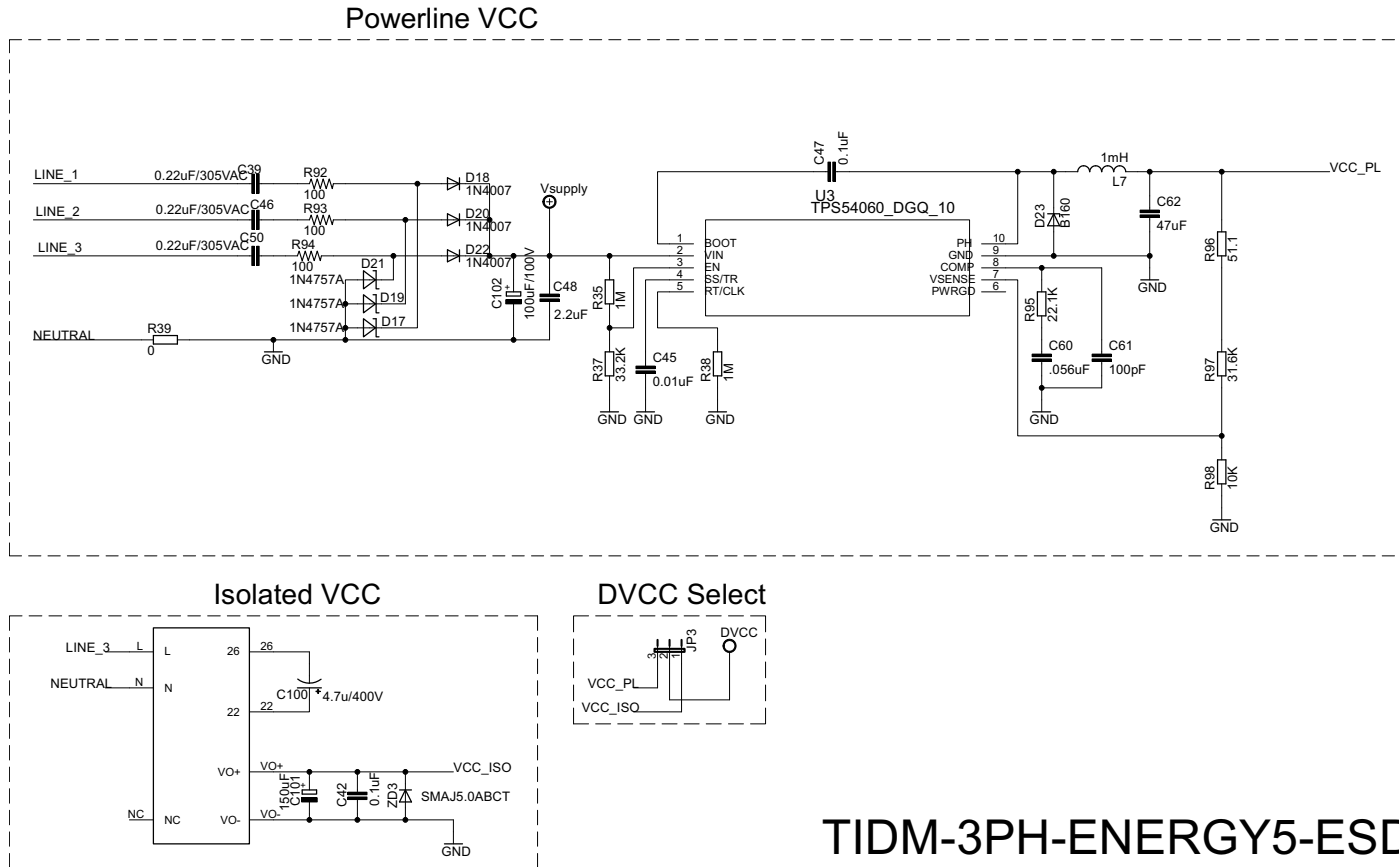 Powerline VCC
LINE_1
0.22uF/305VAC
C39
R92
100
D18
1N4007
LINE_2
0.22uF/305VAC
C46
R93
100
D20
1N4007
LINE_3
0.22uF/305VAC
C50
R94
100
D22
1N4007
D21
1N4757A
1N4757A
D19
1N4757A
D17
NEUTRAL
R39
0
GND
Vsupply
C102
100uF/100V
+
C48
2.2uF
R35
1M
R37
33.2K
GND
C45
0.01uF
GND
R38
1M
GND
C47
0.1uF
U3
TPS54060_DGQ_10
1 BOOT
2 VIN
3 EN
4 SS/TR
5 RT/CLK
PH 10
GND 9
COMP 8
VSENSE 7
PWRGD 6
D23
B160
1mH
L7
C62
47uF
GND
VCC_PL
R96
51.1
R95
22.1K
C60
.056uF
C61
100pF
GND
R97
31.6K
R98
10K
GND
Isolated VCC
LINE_3
L
L
NEUTRAL
N
N
26
26
C100
+
4.7u/400V
22
22
VO+
VO+
VCC_ISO
150uF
C101
+
C42
0.1uF
ZD3
SMAJ5.0ABCT
NC
NC
VO-
VO-
GND
DVCC Select
JP3
3
2
1
DVCC
VCC_PL
VCC_ISO
TIDM-3PH-ENERGY5-ESD